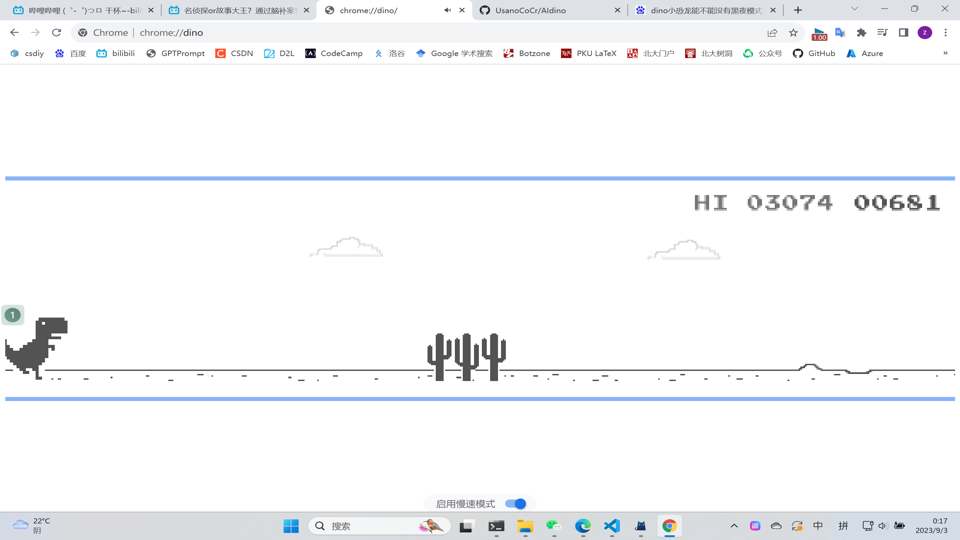 哔哩哔哩 (゜-゜)つロ 干杯~-bili
名侦探or故事大王？通过脑补案
chrome://dino/
UsanoCoCr/AIdino
dino小恐龙能不能没有黑夜模式
Chrome | chrome://dino
1.00
z
csdiy 百度 bilibili GPTPrompt CSDN D2L CodeCamp 洛谷 Google 学术搜索 Botzone PKU LaTeX 北大门户 北大树洞 公众号 GitHub Azure »
HI 03074 00681
1
启用慢速模式
22°C
阴
搜索
中 拼
0:17
2023/9/3